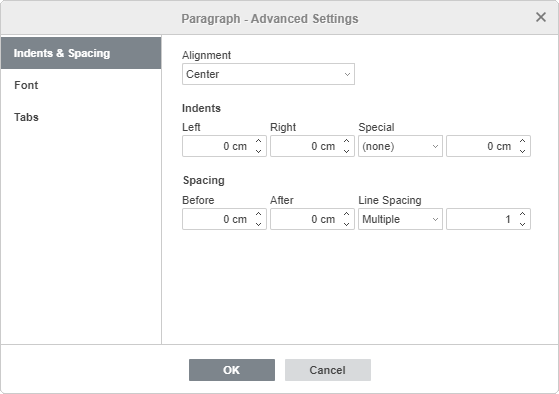 Paragraph - Advanced Settings
Indents & Spacing
Font
Tabs
Alignment
Center
Indents
Left Right Special
0 cm 0 cm (none) 0 cm
Spacing
Before After Line Spacing
0 cm 0 cm Multiple 1
OK Cancel